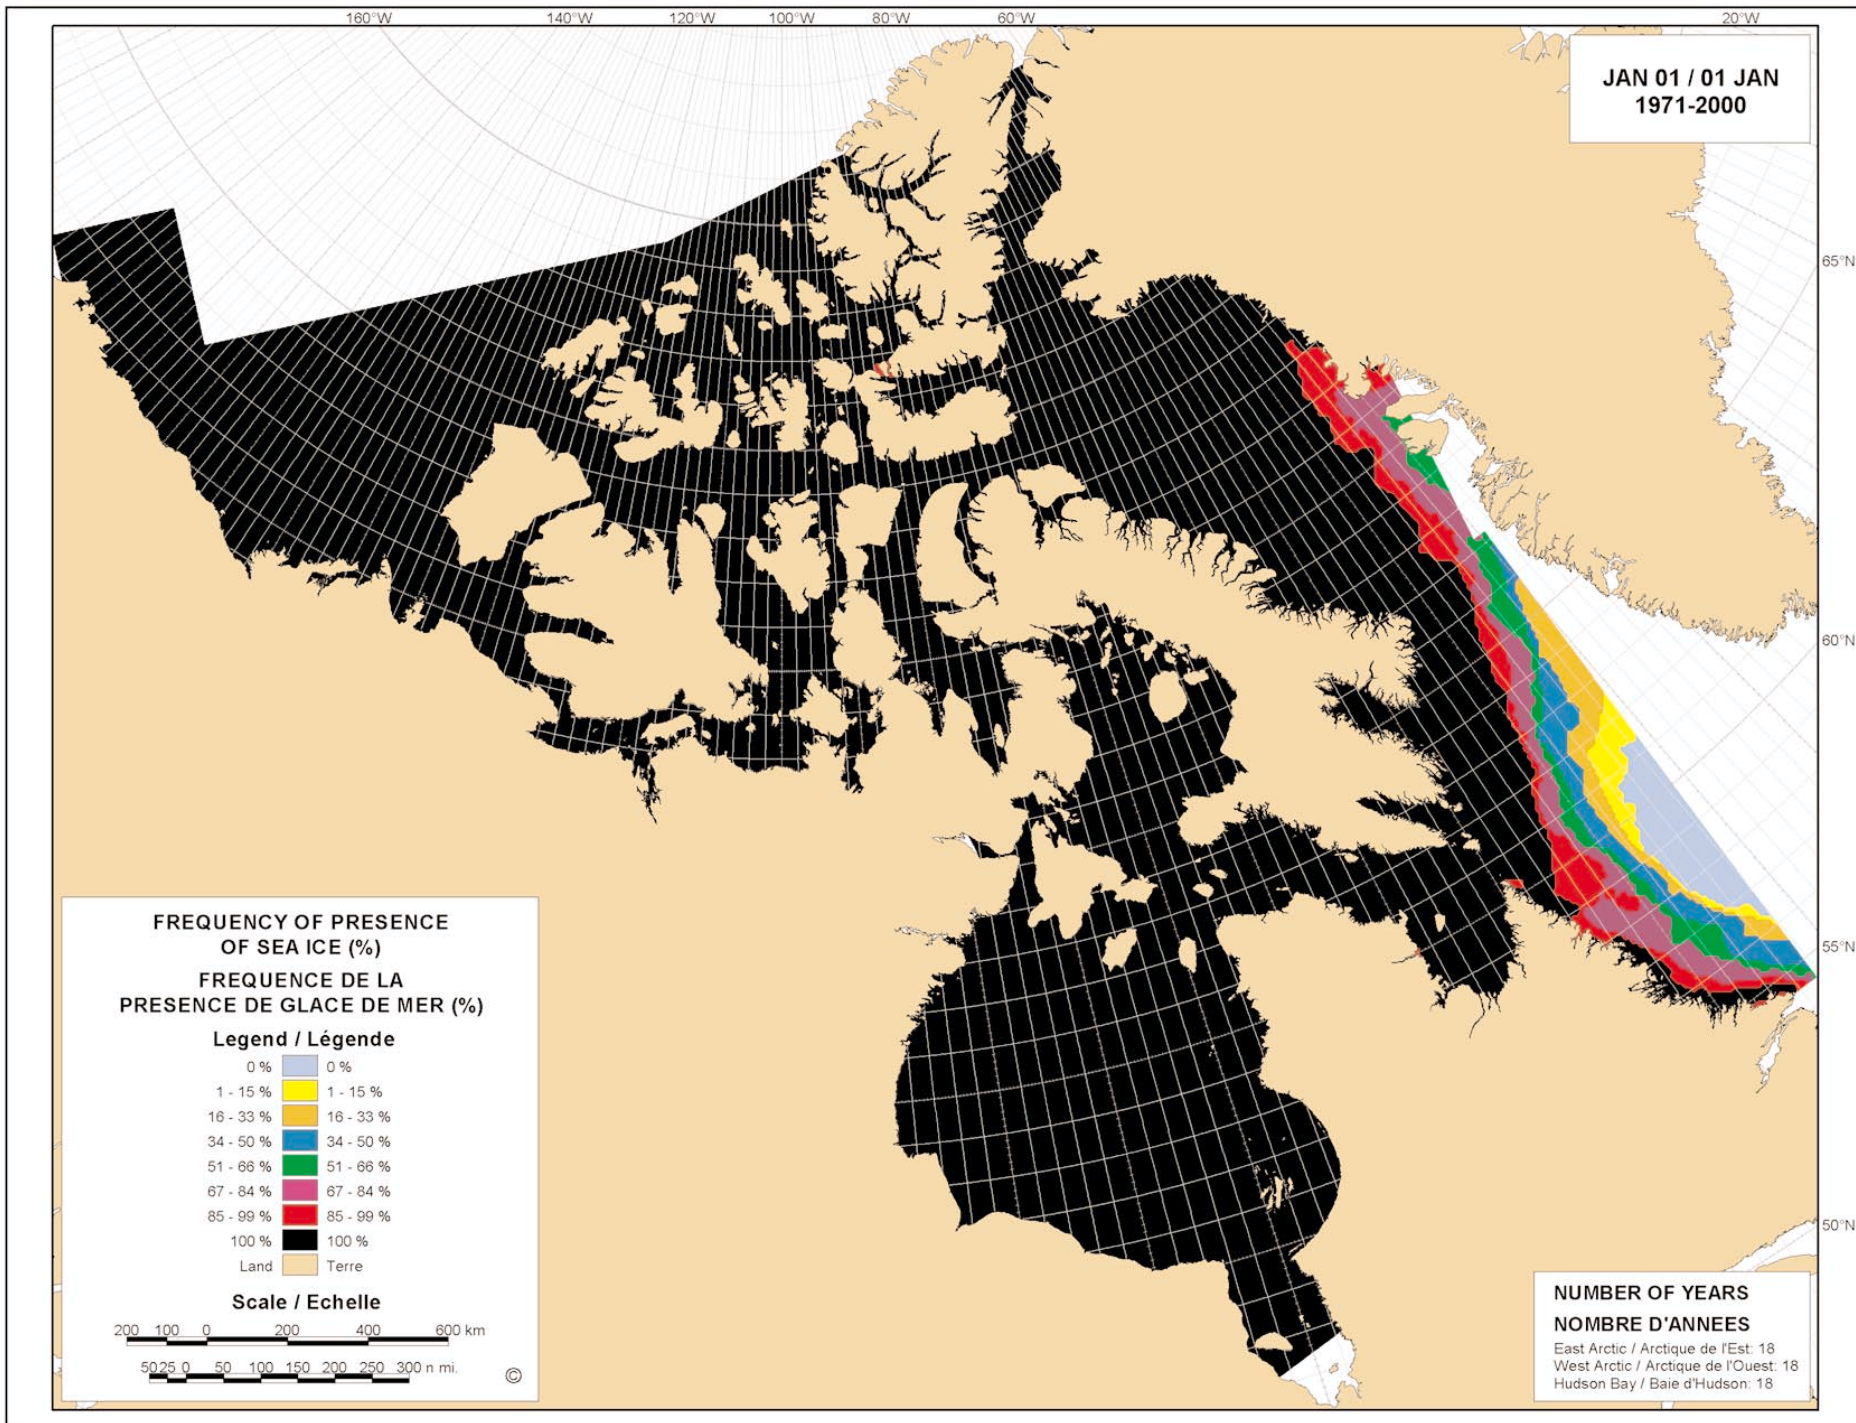 160°W 140°W 120°W 100°W 80°W 60°W 20°W
JAN 01 / 01 JAN
1971-2000
65°N
60°N
55°N
50°N
FREQUENCY OF PRESENCE
OF SEA ICE (%)
FREQUENCE DE LA
PRESENCE DE GLACE DE MER (%)
Legend / Légende
0 % 0 %
1 - 15 % 1 - 15 %
16 - 33 % 16 - 33 %
34 - 50 % 34 - 50 %
51 - 66 % 51 - 66 %
67 - 84 % 67 - 84 %
85 - 99 % 85 - 99 %
100 % 100 %
Land Terre
Scale / Echelle
200 100 0 200 400 600 km
50 25 0 50 100 150 200 250 300 n mi.
©
NUMBER OF YEARS
NOMBRE D'ANNEES
East Arctic / Arctique de l'Est: 18
West Arctic / Arctique de l'Ouest: 18
Hudson Bay / Baie d'Hudson: 18